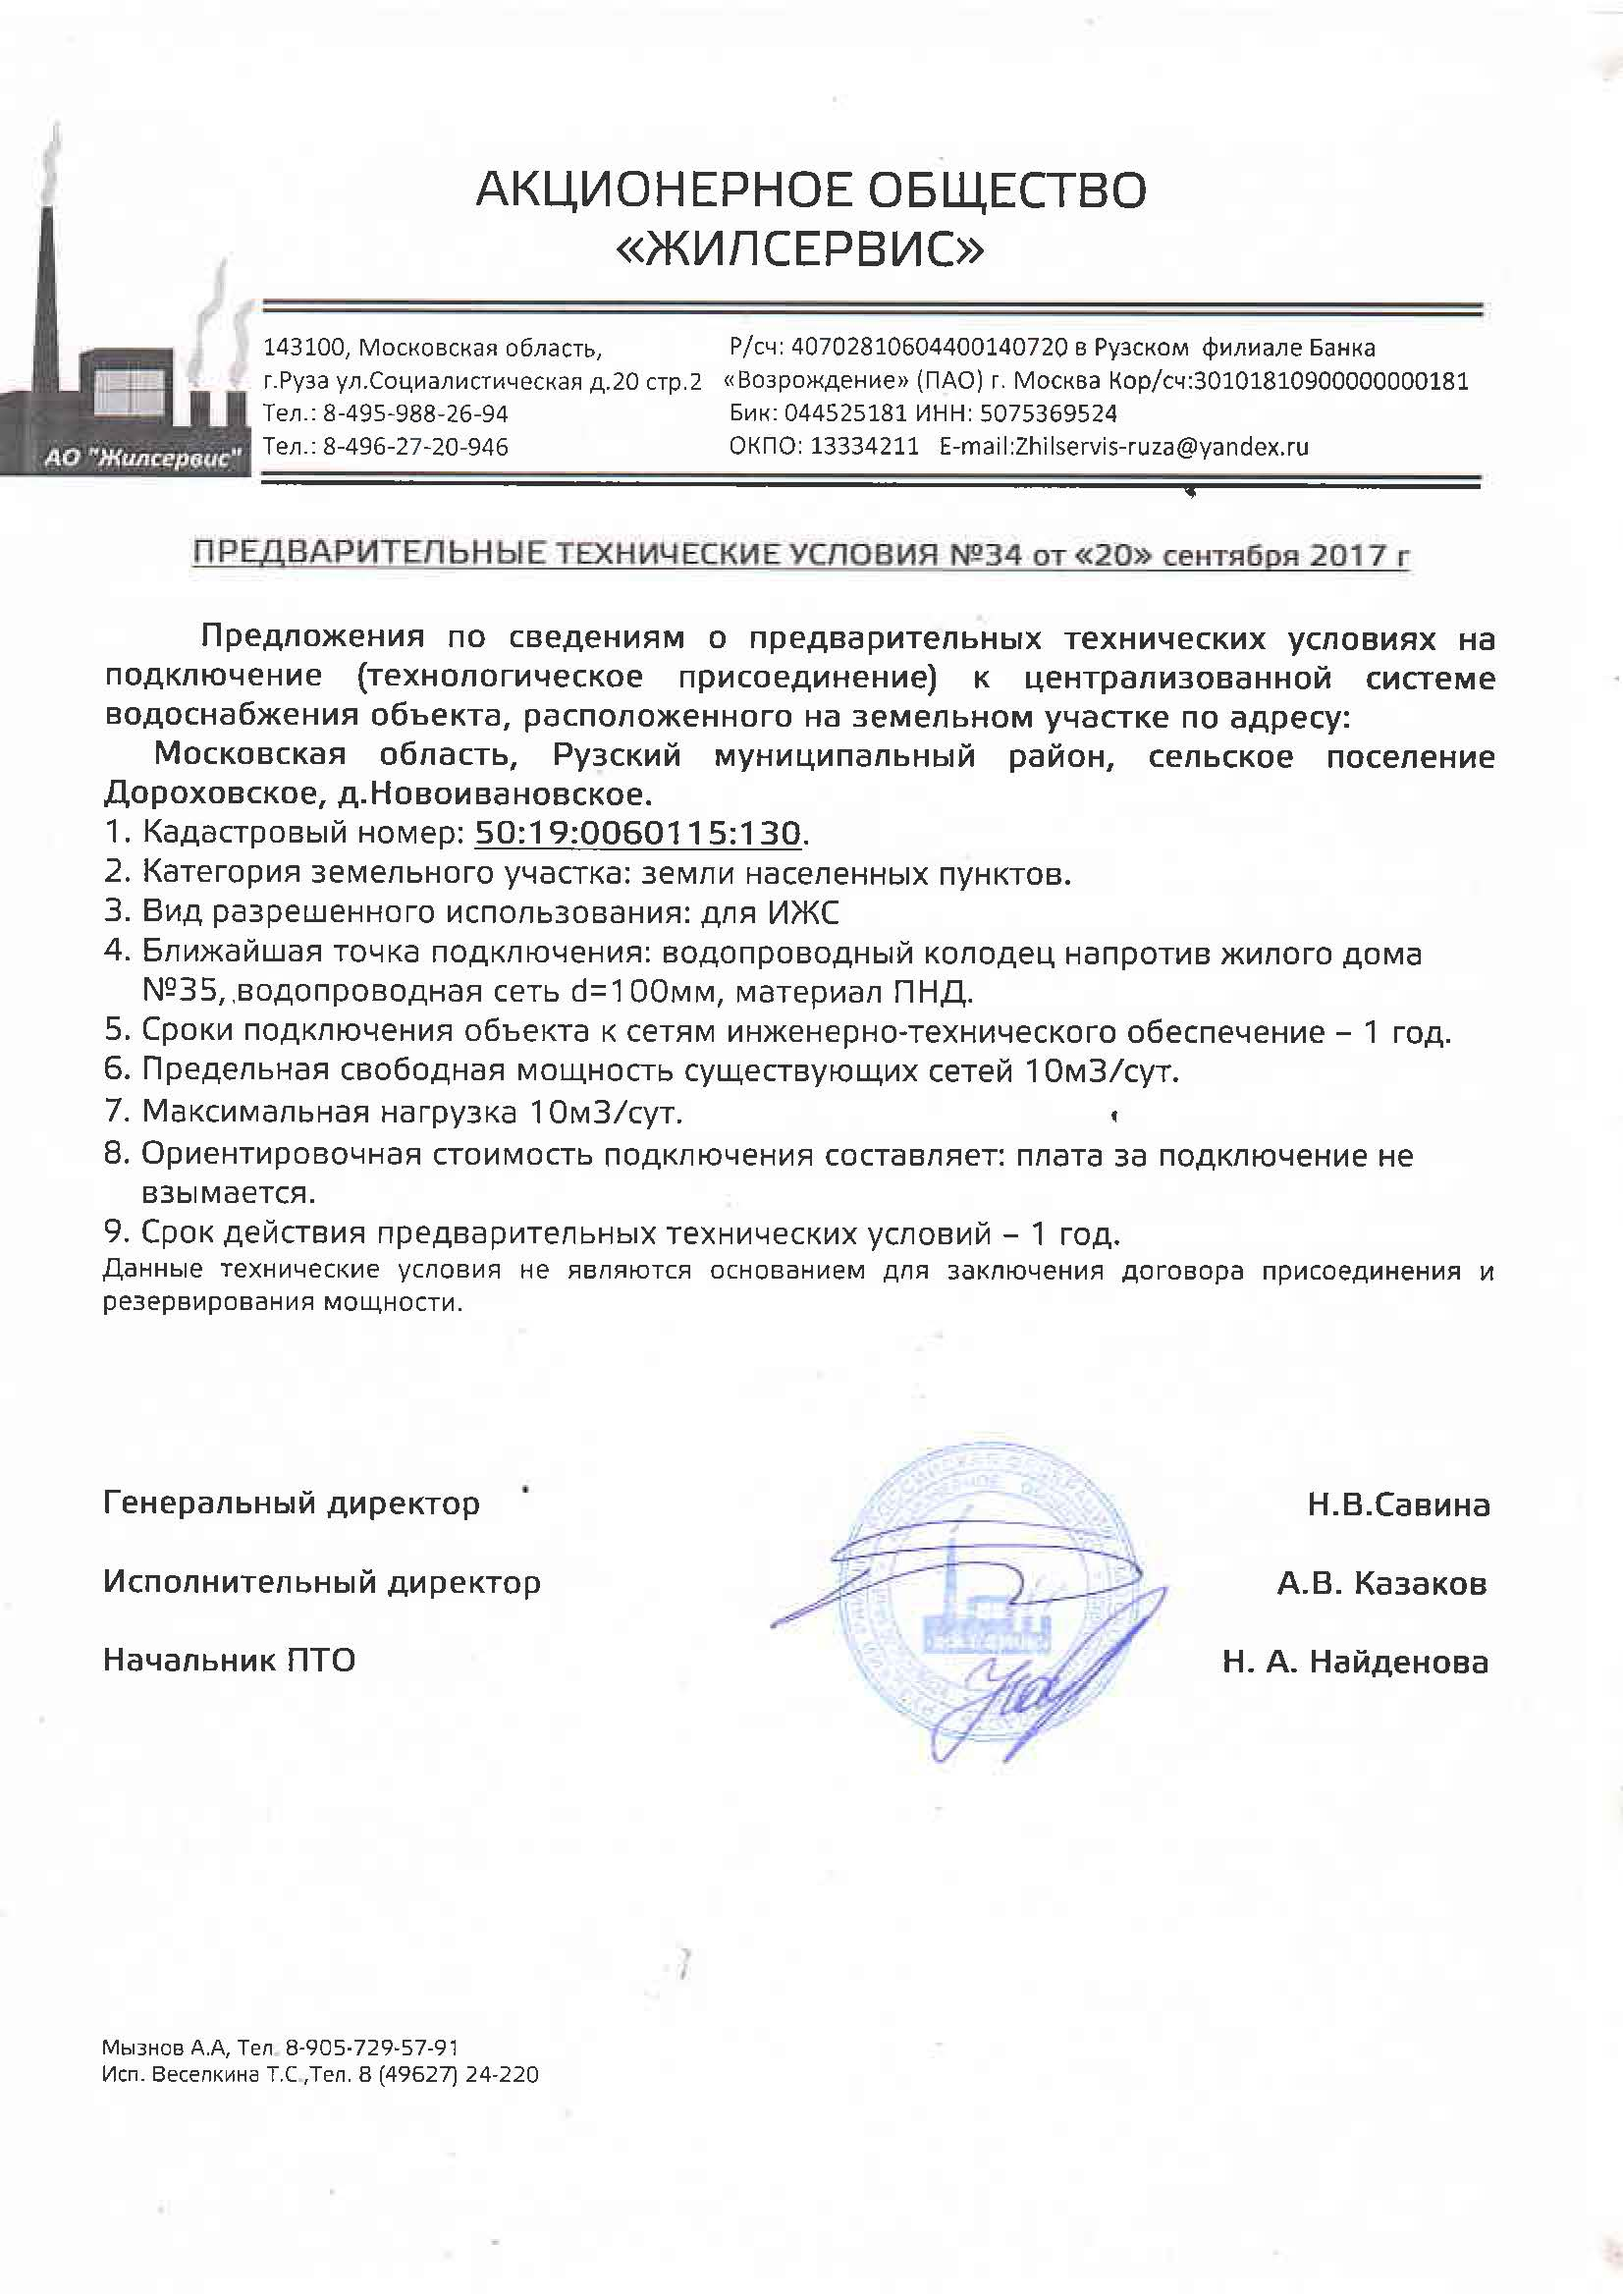 АКЦИОНЕРНОЕ ОБЩЕСТВО
«ЖИЛСЕРВИС»
АО "Жилсервис"
143100, Московская область,
г.Руза ул.Социалистическая д.20 стр.2
Тел.: 8-495-988-26-94
Тел.: 8-496-27-20-946
Р/сч: 40702810604400140720 в Рузском филиале Банка
«Возрождение» (ПАО) г. Москва Кор/сч:30101810900000000181
Бик: 044525181 ИНН: 5075369524
ОКПО: 13334211 E-mail:Zhilservis-ruza@yandex.ru
ПРЕДВАРИТЕЛЬНЫЕ ТЕХНИЧЕСКИЕ УСЛОВИЯ №34 от «20» сентября 2017 г
Предложения по сведениям о предварительных технических условиях на
подключение (технологическое присоединение) к централизованной системе
водоснабжения объекта, расположенного на земельном участке по адресу:
Московская область, Рузский муниципальный район, сельское поселение
Дороховское, д.Новоивановское.
1. Кадастровый номер: 50:19:0060115:130.
2. Категория земельного участка: земли населенных пунктов.
3. Вид разрешенного использования: для ИЖС
4. Ближайшая точка подключения: водопроводный колодец напротив жилого дома
№35, водопроводная сеть d=100мм, материал ПНД.
5. Сроки подключения объекта к сетям инженерно-технического обеспечение – 1 год.
6. Предельная свободная мощность существующих сетей 10м3/сут.
7. Максимальная нагрузка 10м3/сут.
8. Ориентировочная стоимость подключения составляет: плата за подключение не
взымается.
9. Срок действия предварительных технических условий – 1 год.
Данные технические условия не являются основанием для заключения договора присоединения и
резервирования мощности.
Генеральный директор Н.В.Савина
Исполнительный директор А.В. Казаков
Начальник ПТО Н. А. Найденова
Мызнов А.А, Тел. 8-905-729-57-91
Исп. Веселкина Т.С.,Тел. 8 (49627) 24-220